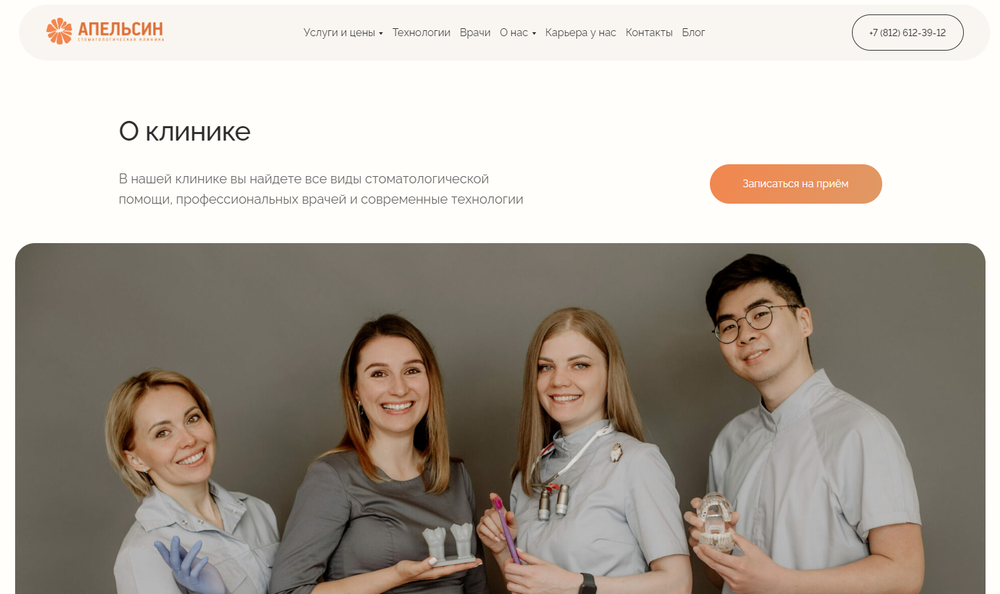 АПЕЛЬСИН
СТОМАТОЛОГИЧЕСКАЯ КЛИНИКА
Услуги и цены Технологии Врачи О нас Карьера у нас Контакты Блог
+7 (812) 612-39-12
О клинике
В нашей клинике вы найдете все виды стоматологической
помощи, профессиональных врачей и современные технологии
Записаться на приём